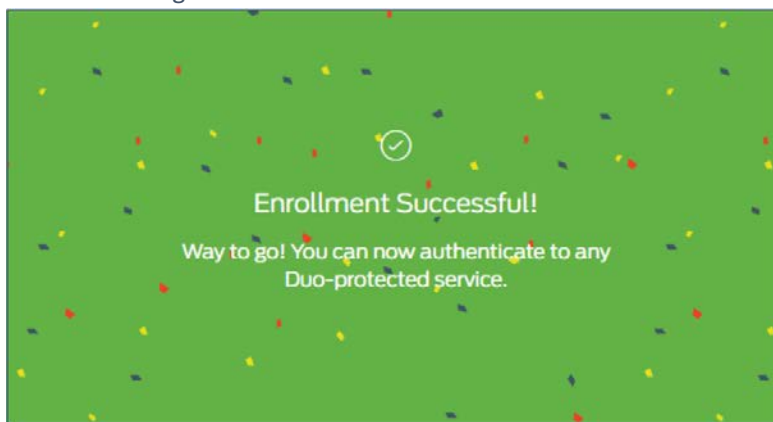 Enrollment Successful!
Way to go! You can now authenticate to any
Duo-protected service.